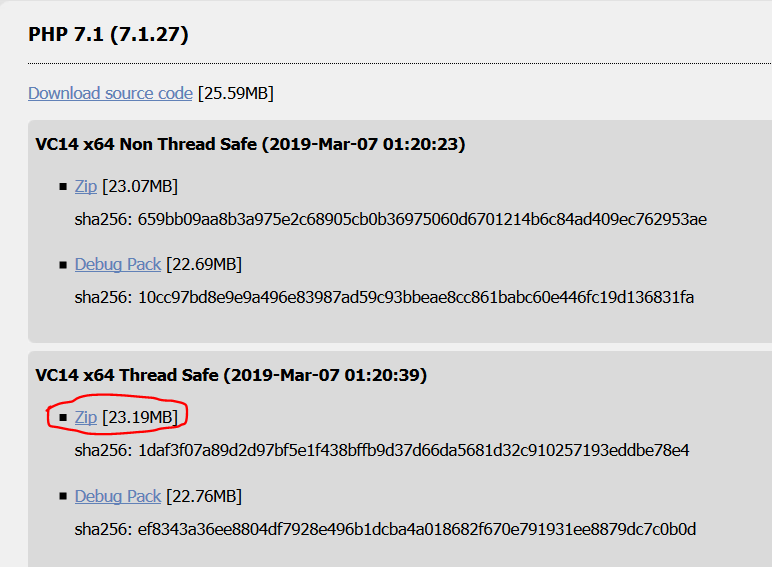 PHP 7.1 (7.1.27)
Download source code [25.59MB]
VC14 x64 Non Thread Safe (2019-Mar-07 01:20:23)
Zip [23.07MB]
sha256: 659bb09aa8b3a975e2c68905cb0b36975060d6701214b6c84ad409ec762953ae
Debug Pack [22.69MB]
sha256: 10cc97bd8e9e9a496e83987ad59c93bbeae8cc861babc60e446fc19d136831fa
VC14 x64 Thread Safe (2019-Mar-07 01:20:39)
Zip [23.19MB]
sha256: 1daf3f07a89d2d97bf5e1f438bffb9d37d66da5681d32c910257193eddbe78e4
Debug Pack [22.76MB]
sha256: ef8343a36ee8804df7928e496b1dcba4a018682f670e791931ee8879dc7c0b0d